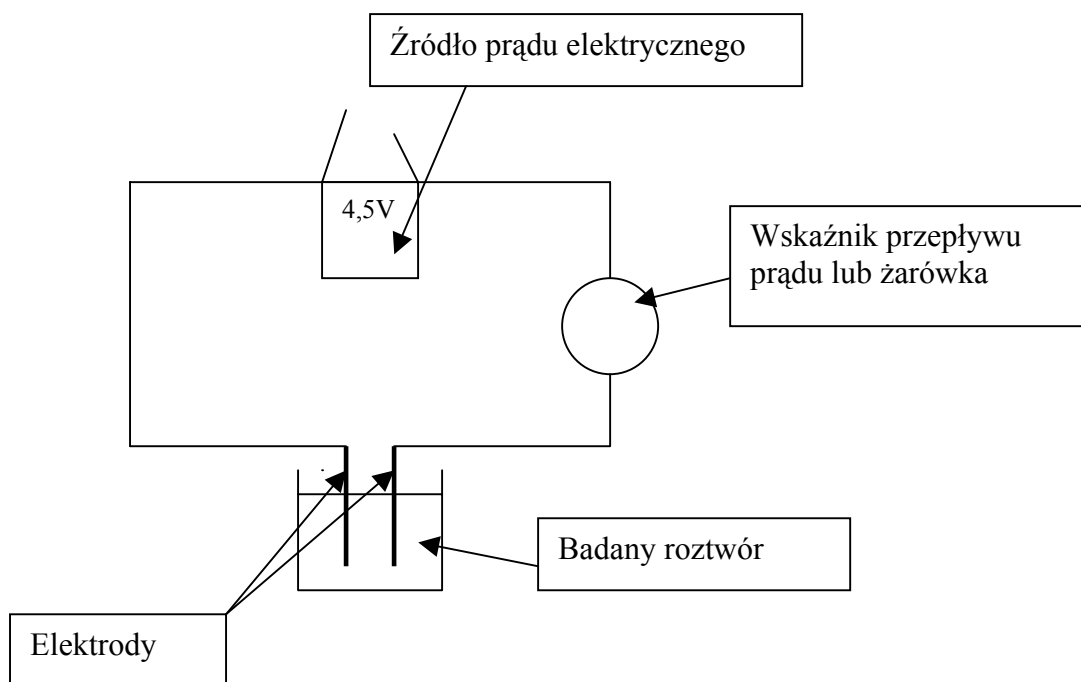 Źródło prądu elektrycznego
4,5V
Wskaźnik przepływu
prądu lub żarówka
Badany roztwór
Elektrody